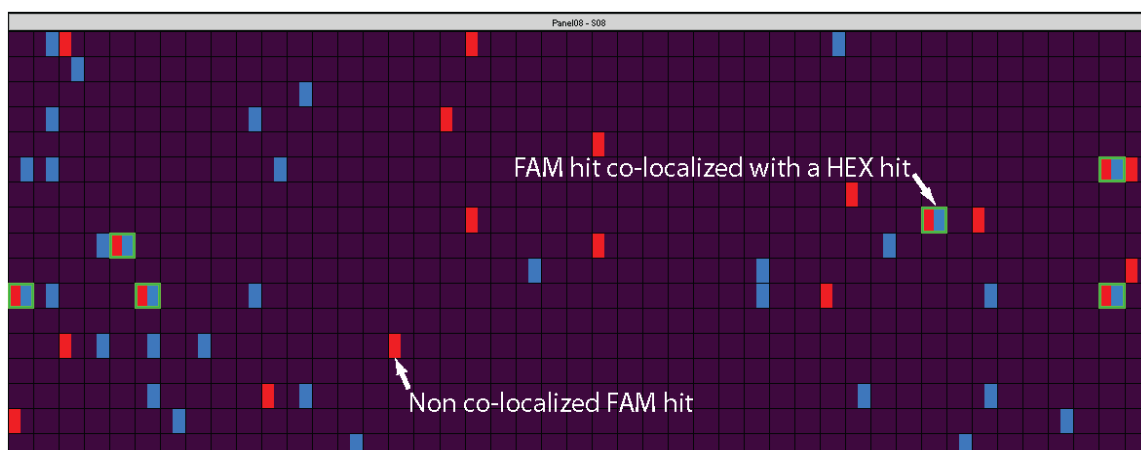 Panel08 - S08
FAM hit co-localized with a HEX hit
Non co-localized FAM hit